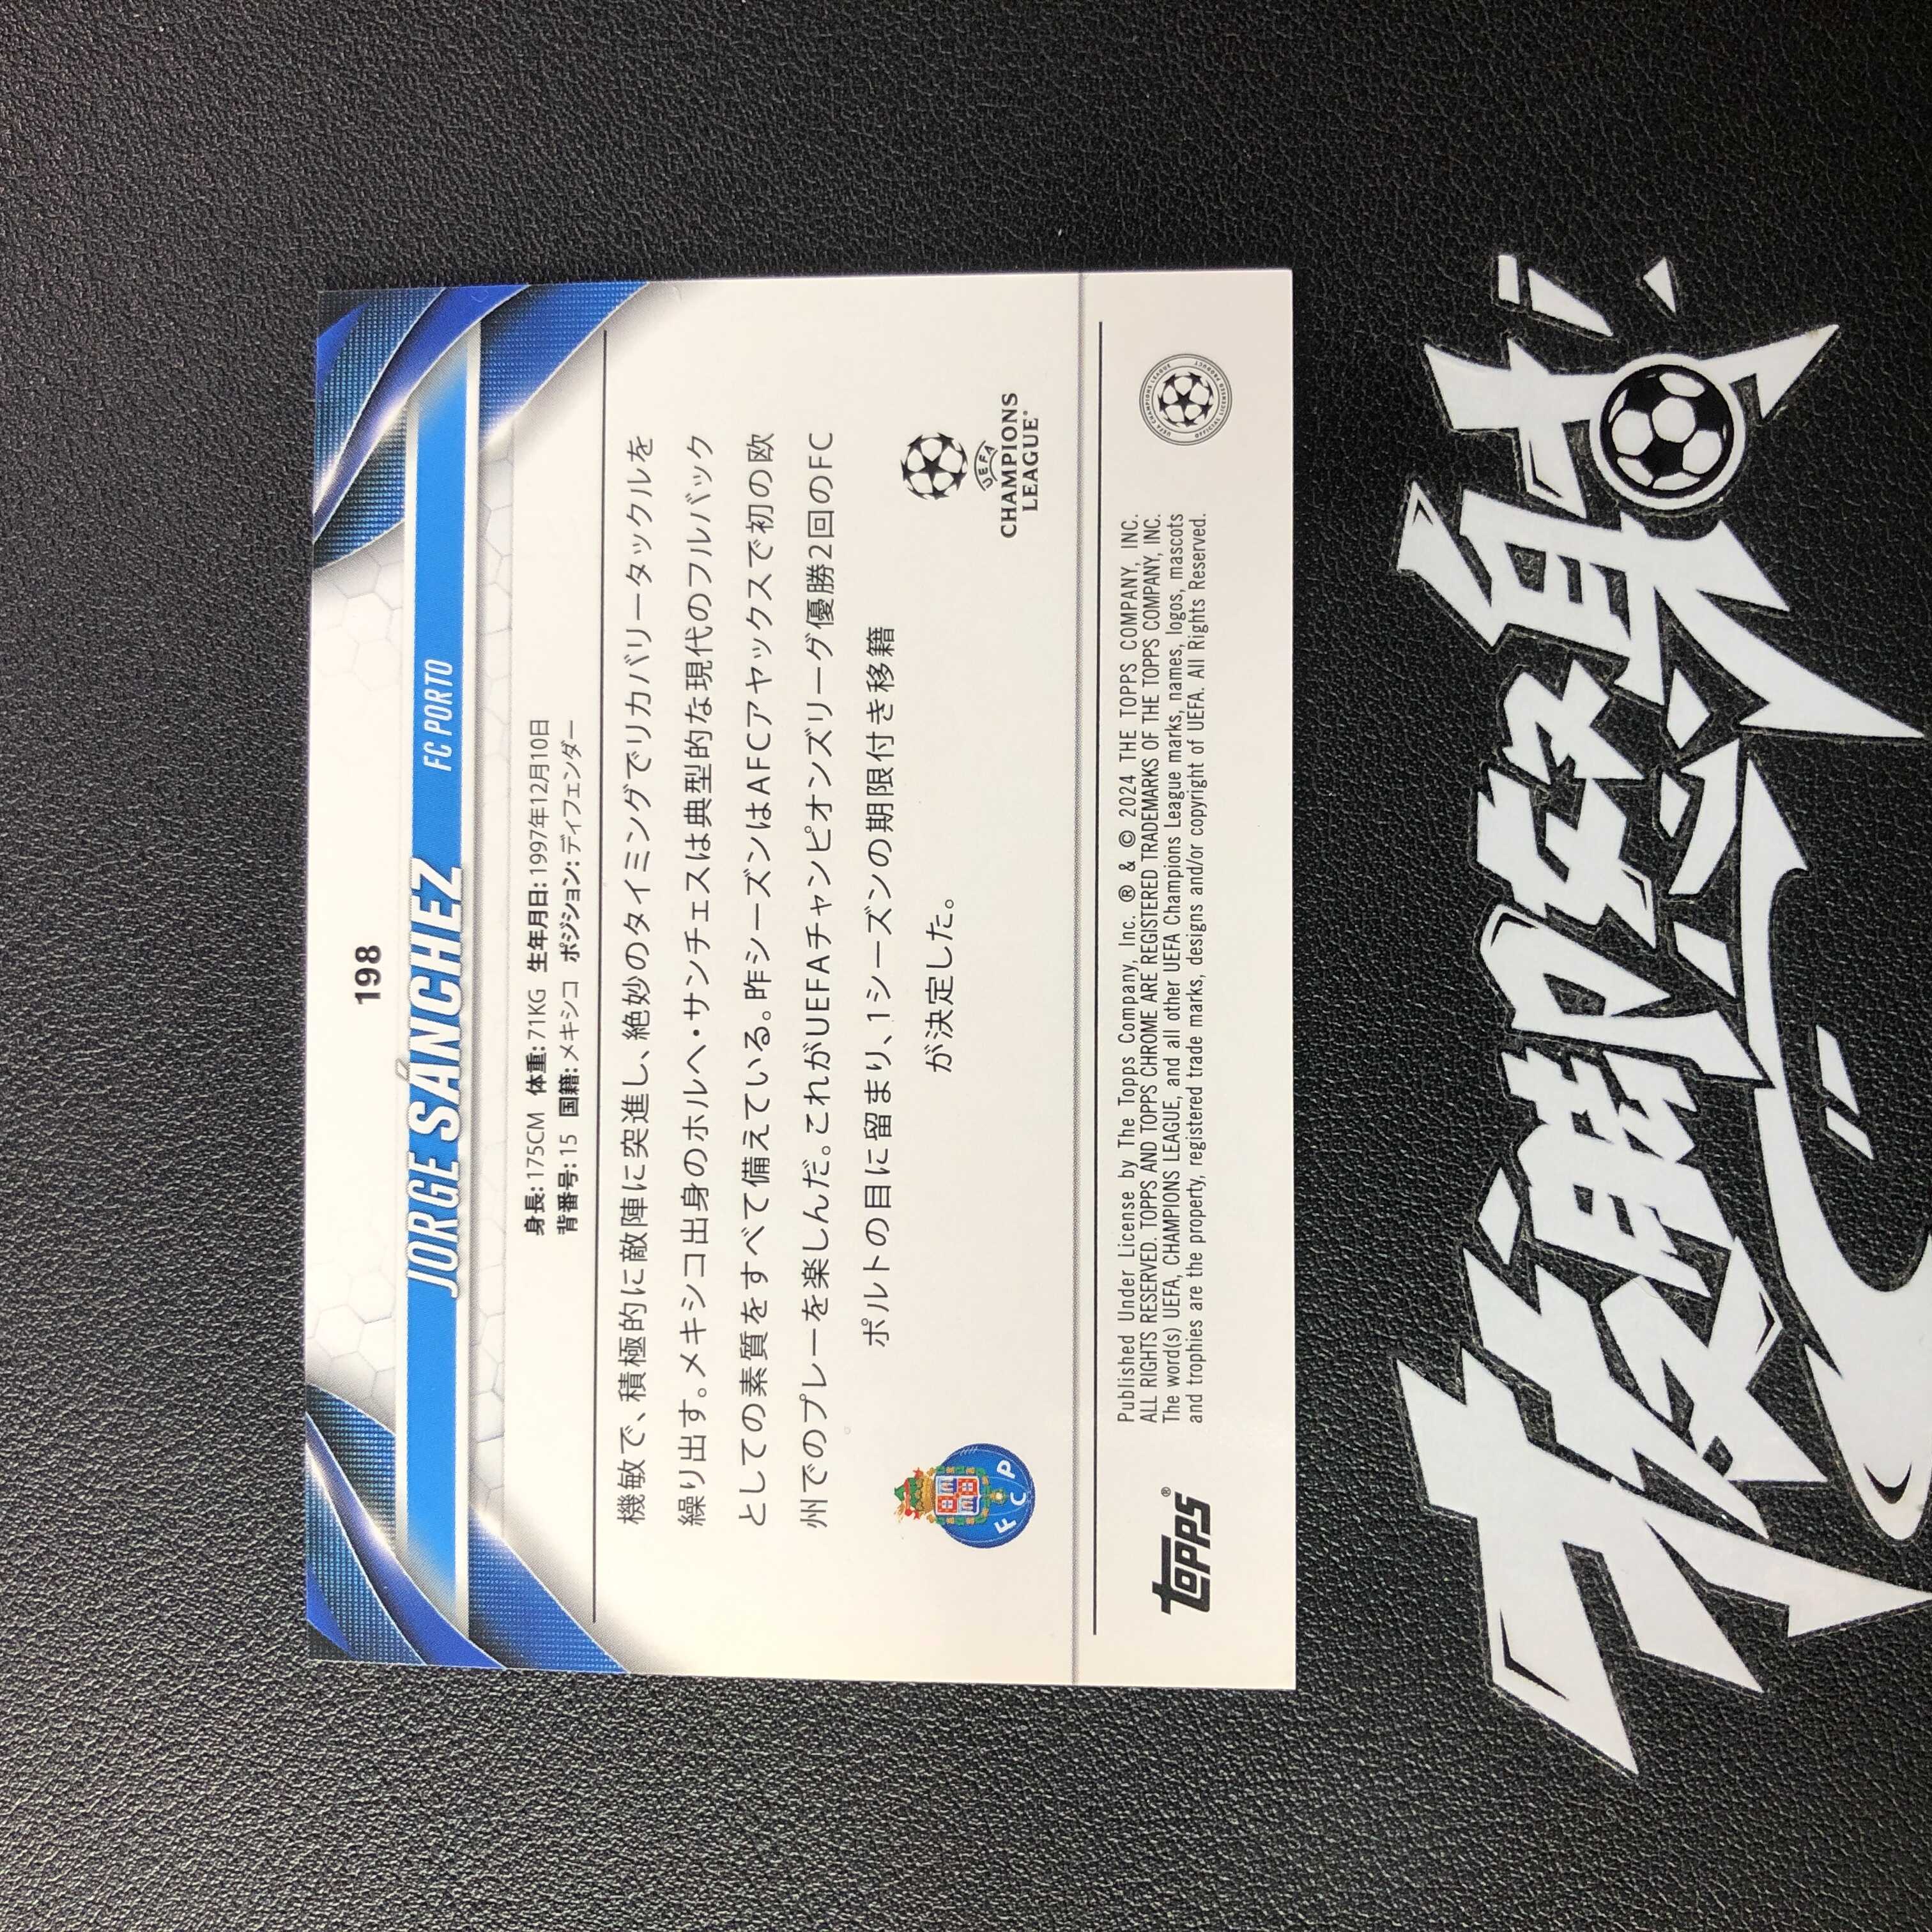 198
JORGE SÁNCHEZ
FC PORTO
身長: 175CM 体重: 71KG 生年月日: 1997年12月10日
背番号: 15 国籍: メキシコ ポジション: ディフェンダー
機敏で、積極的に敵陣に突進し、絶妙のタイミングでリカバリータックルを
繰り出す。メキシコ出身のホルヘ・サンチェスは典型的な現代のフルバック
としての素質をすべて備えている。昨シーズンはAFCアヤックスで初の欧
州でのプレーを楽しんだ。これがUEFAチャンピオンズリーグ優勝2回のFC
ポルトの目に留まり、1シーズンの期限付き移籍
が決定した。
F C P
UEFA
CHAMPIONS
LEAGUE®
topps®
Published Under License by The Topps Company, Inc. ® & © 2024 THE TOPPS COMPANY, INC.
ALL RIGHTS RESERVED. TOPPS AND TOPPS CHROME ARE REGISTERED TRADEMARKS OF THE TOPPS COMPANY, INC.
The word(s) UEFA, CHAMPIONS LEAGUE, and all other UEFA Champions League marks, names, logos, mascots
and trophies are the property, registered trade marks, designs and/or copyright of UEFA. All Rights Reserved.